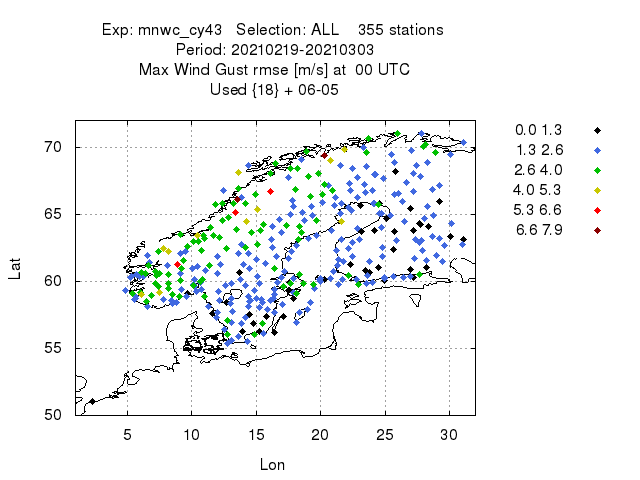 Exp: mnwc_cy43   Selection: ALL    355 stations
Period: 20210219-20210303
Max Wind Gust rmse [m/s] at  00 UTC
Used {18} + 06-05
0.0 1.3
1.3 2.6
2.6 4.0
4.0 5.3
5.3 6.6
6.6 7.9
70
65
60
55
50
Lat
5 10 15 20 25 30
Lon